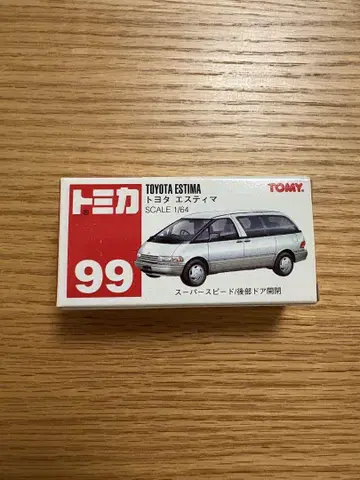 トミカ
99
TOYOTA ESTIMA
トヨタ エスティマ
SCALE 1/64
TOMY.
スーパースピード/後部ドア開閉